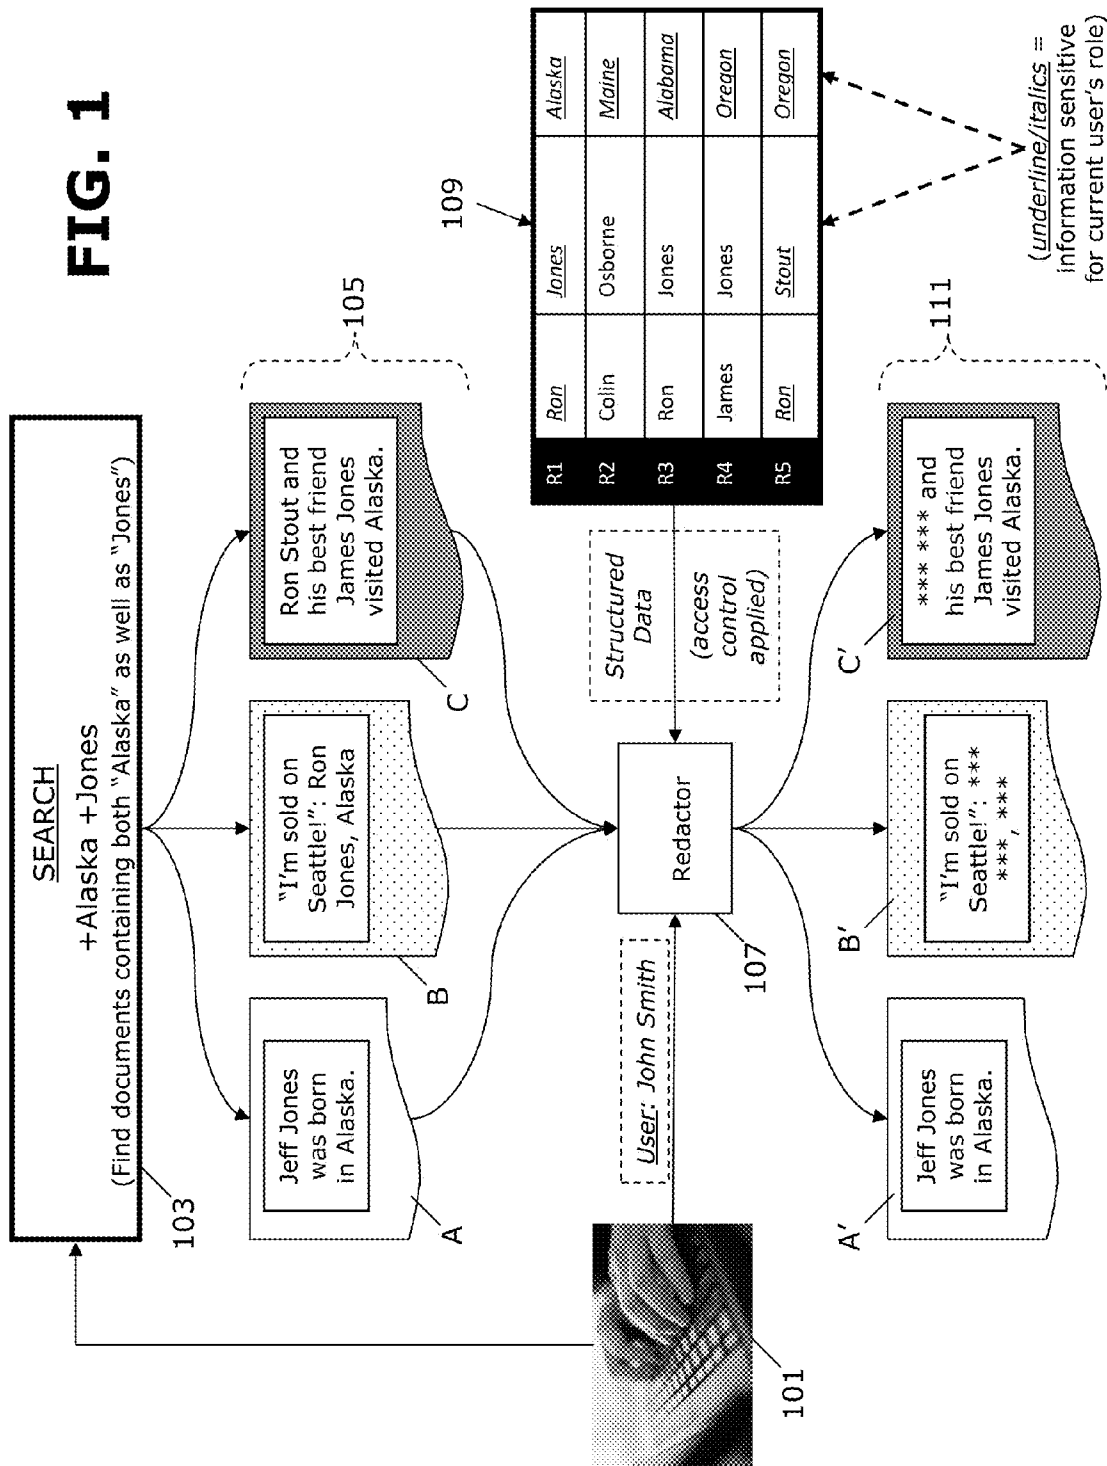 FIG. 1
SEARCH
+Alaska +Jones
(Find documents containing both “Alaska” as well as “Jones”)
103
105
Jeff Jones
was born
in Alaska.
A
“I’m sold on
Seattle!”: Ron
Jones, Alaska
B
Ron Stout and
his best friend
James Jones
visited Alaska.
C
109
R1 Ron Jones Alaska
R2 Colin Osborne Maine
R3 Ron Jones Alabama
R4 James Jones Oregon
R5 Ron Stout Oregon
(underline/italics =
information sensitive
for current user’s role)
101
User: John Smith
Redactor
107
Structured
Data
(access
control
applied)
111
A’
Jeff Jones
was born
in Alaska.
B’
“I’m sold on
Seattle!”: ***
***, ***
C’
*** *** and
his best friend
James Jones
visited Alaska.